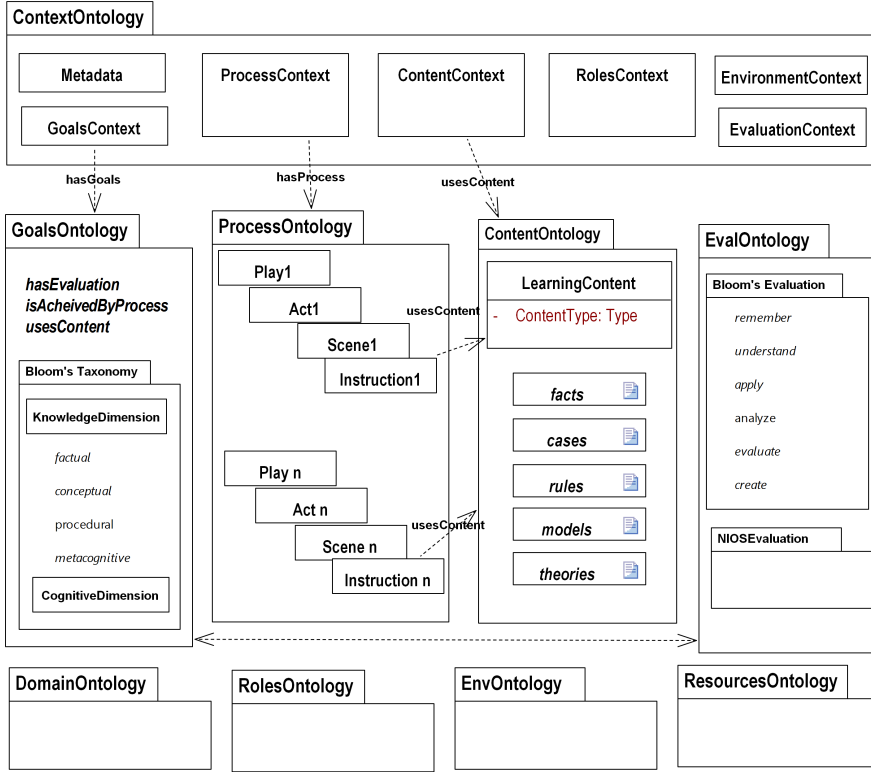 ContextOntology
Metadata
ProcessContext
ContentContext
RolesContext
EnvironmentContext
GoalsContext
EvaluationContext
hasGoals
hasProcess
usesContent
GoalsOntology
hasEvaluation
isAcheivedByProcess
usesContent
Bloom's Taxonomy
KnowledgeDimension
factual
conceptual
procedural
metacognitive
CognitiveDimension
ProcessOntology
Play1
Act1
Scene1
Instruction1
usesContent
Play n
Act n
Scene n
Instruction n
usesContent
ContentOntology
LearningContent
- ContentType: Type
facts
cases
rules
models
theories
EvalOntology
Bloom's Evaluation
remember
understand
apply
analyze
evaluate
create
NIOSEvaluation
DomainOntology
RolesOntology
EnvOntology
ResourcesOntology